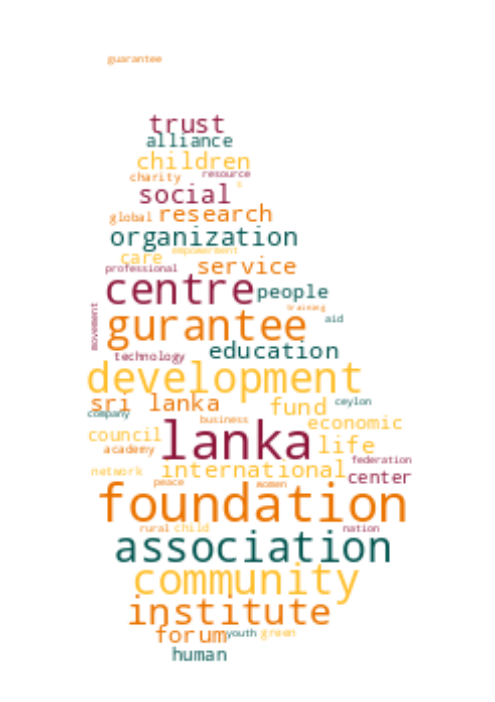 guarantee
trust
alliance
children
charity resource
social
global research
organization
care empowerment
professional service
centre people
movement training
gurantee aid
technology education
development
sri lanka fund ceylon
company business economic
council lanka life
academy federation
network international center
peace women
foundation
rural child nation
association
community
institute
forum youth green
human